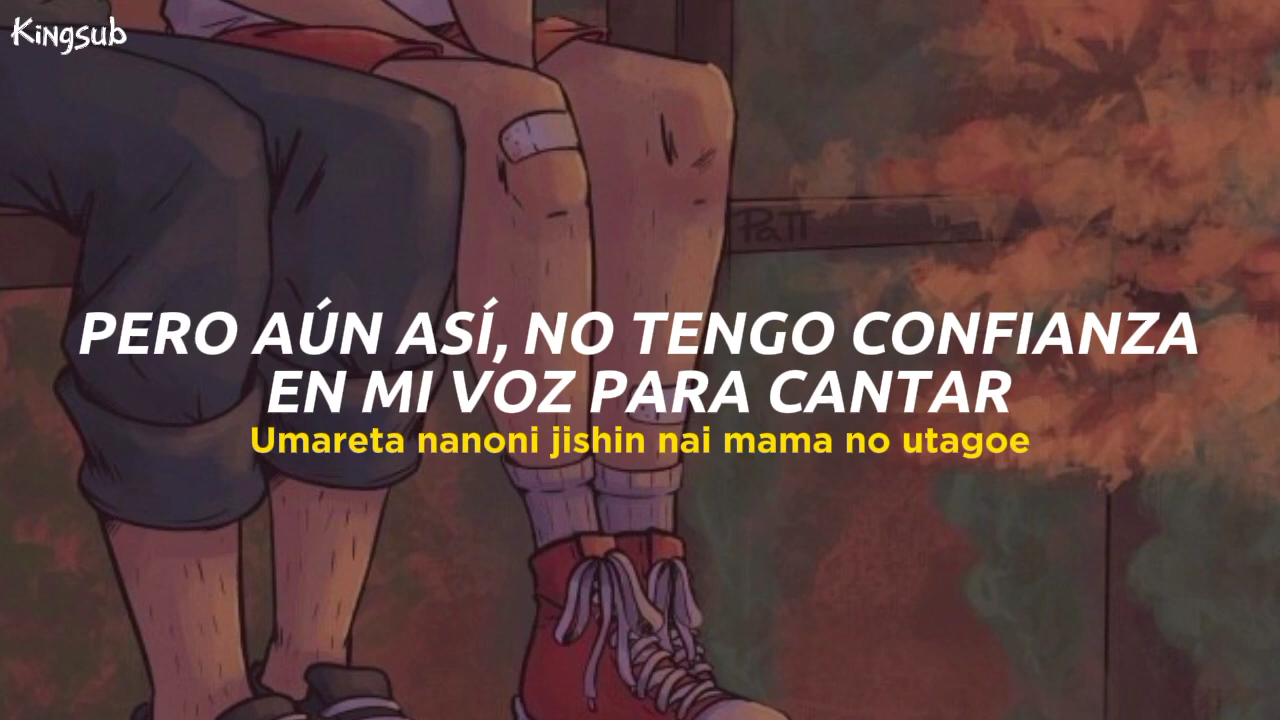 Kingsub
Patt
PERO AÚN ASÍ, NO TENGO CONFIANZA
EN MI VOZ PARA CANTAR
Umareta nanoni jishin nai mama no utagoe